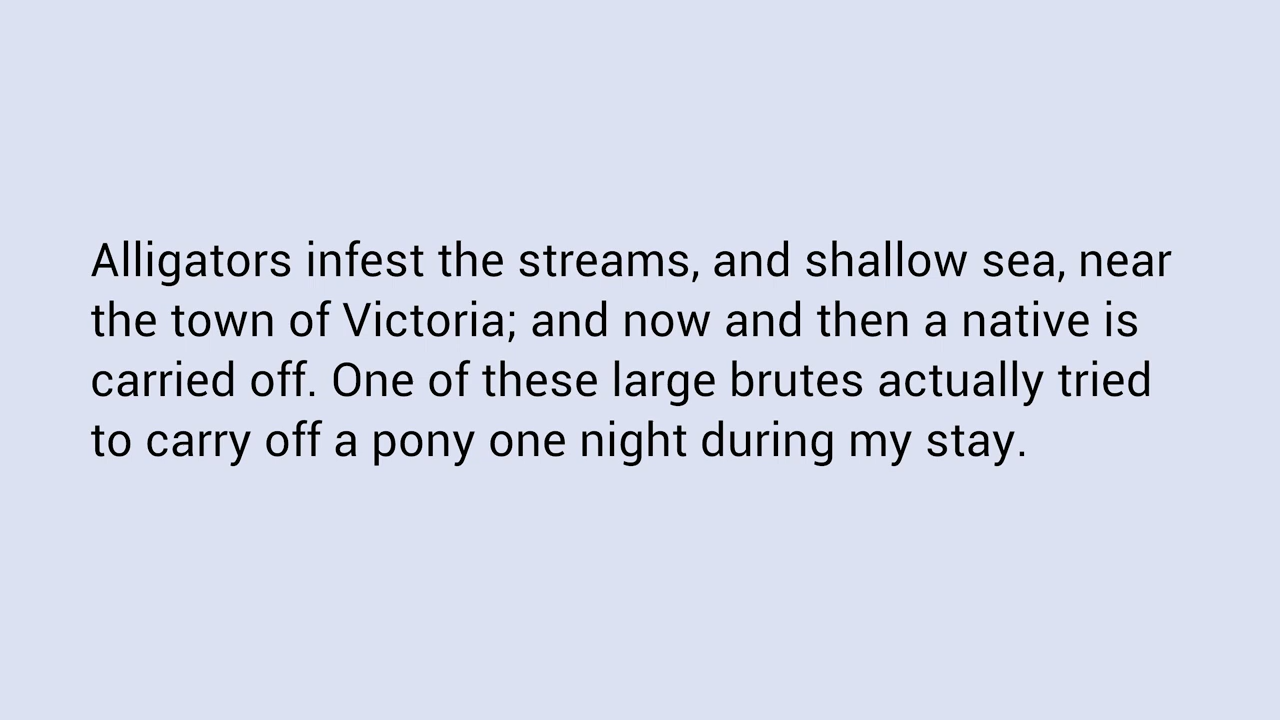 Alligators infest the streams, and shallow sea, near
the town of Victoria; and now and then a native is
carried off. One of these large brutes actually tried
to carry off a pony one night during my stay.